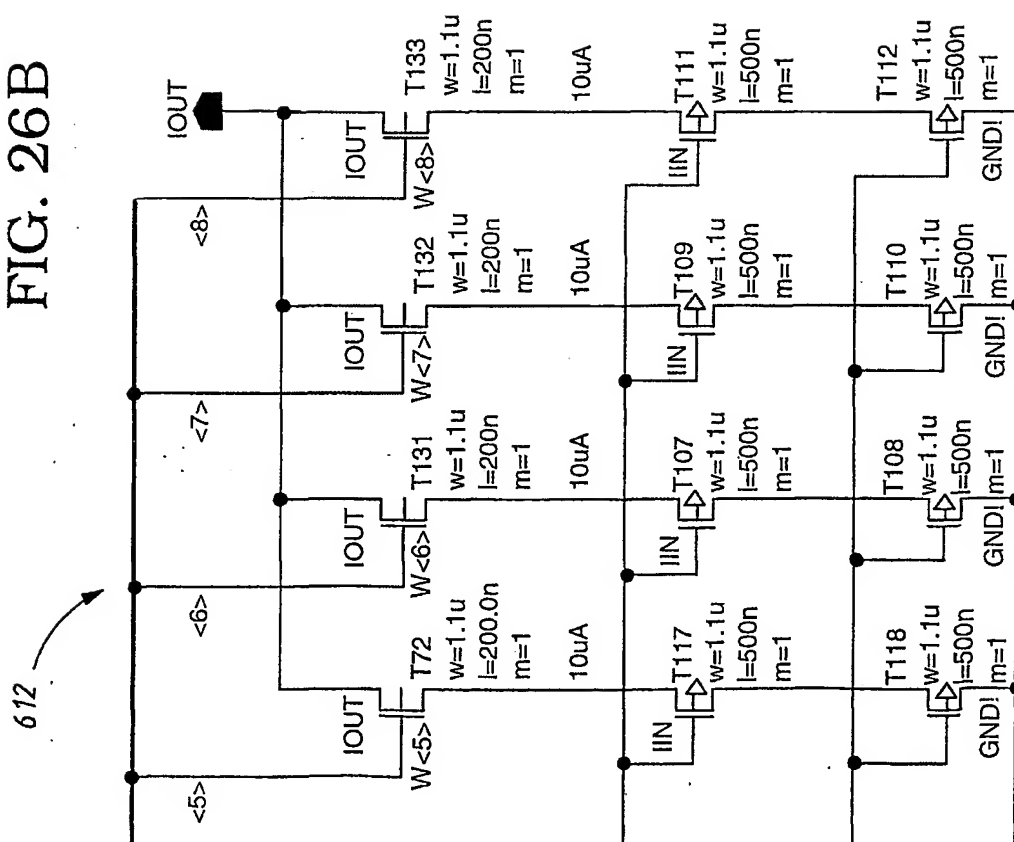 FIG. 26B
612
IOUT
<5>
<6>
<7>
<8>
IOUT
W<5>
T72
w=1.1u
l=200.0n
m=1
10uA
IOUT
W<6>
T131
w=1.1u
l=200n
m=1
10uA
IOUT
W<7>
T132
w=1.1u
l=200n
m=1
10uA
IOUT
W<8>
T133
w=1.1u
l=200n
m=1
10uA
IIN
T117
w=1.1u
l=500n
m=1
IIN
T107
w=1.1u
l=500n
m=1
IIN
T109
w=1.1u
l=500n
m=1
IIN
T111
w=1.1u
l=500n
m=1
T118
w=1.1u
l=500n
m=1
GND!
T108
w=1.1u
l=500n
m=1
GND!
T110
w=1.1u
l=500n
m=1
GND!
T112
w=1.1u
l=500n
m=1
GND!